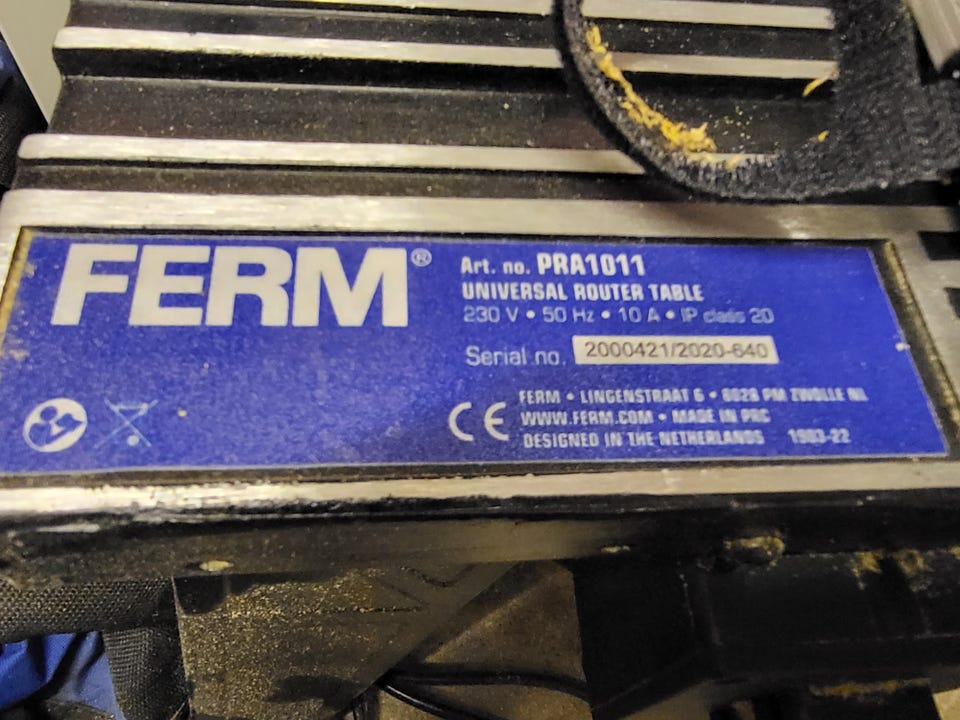 FERM®
Art. no. PRA1011
UNIVERSAL ROUTER TABLE
230 V • 50 Hz • 10 A • IP class 20
Serial no. 2000421/2020-640
CE
FERM • LINGENSTRAAT 6 • 8028 PM ZWOLLE NL
WWW.FERM.COM • MADE IN PRC
DESIGNED IN THE NETHERLANDS 1903-22